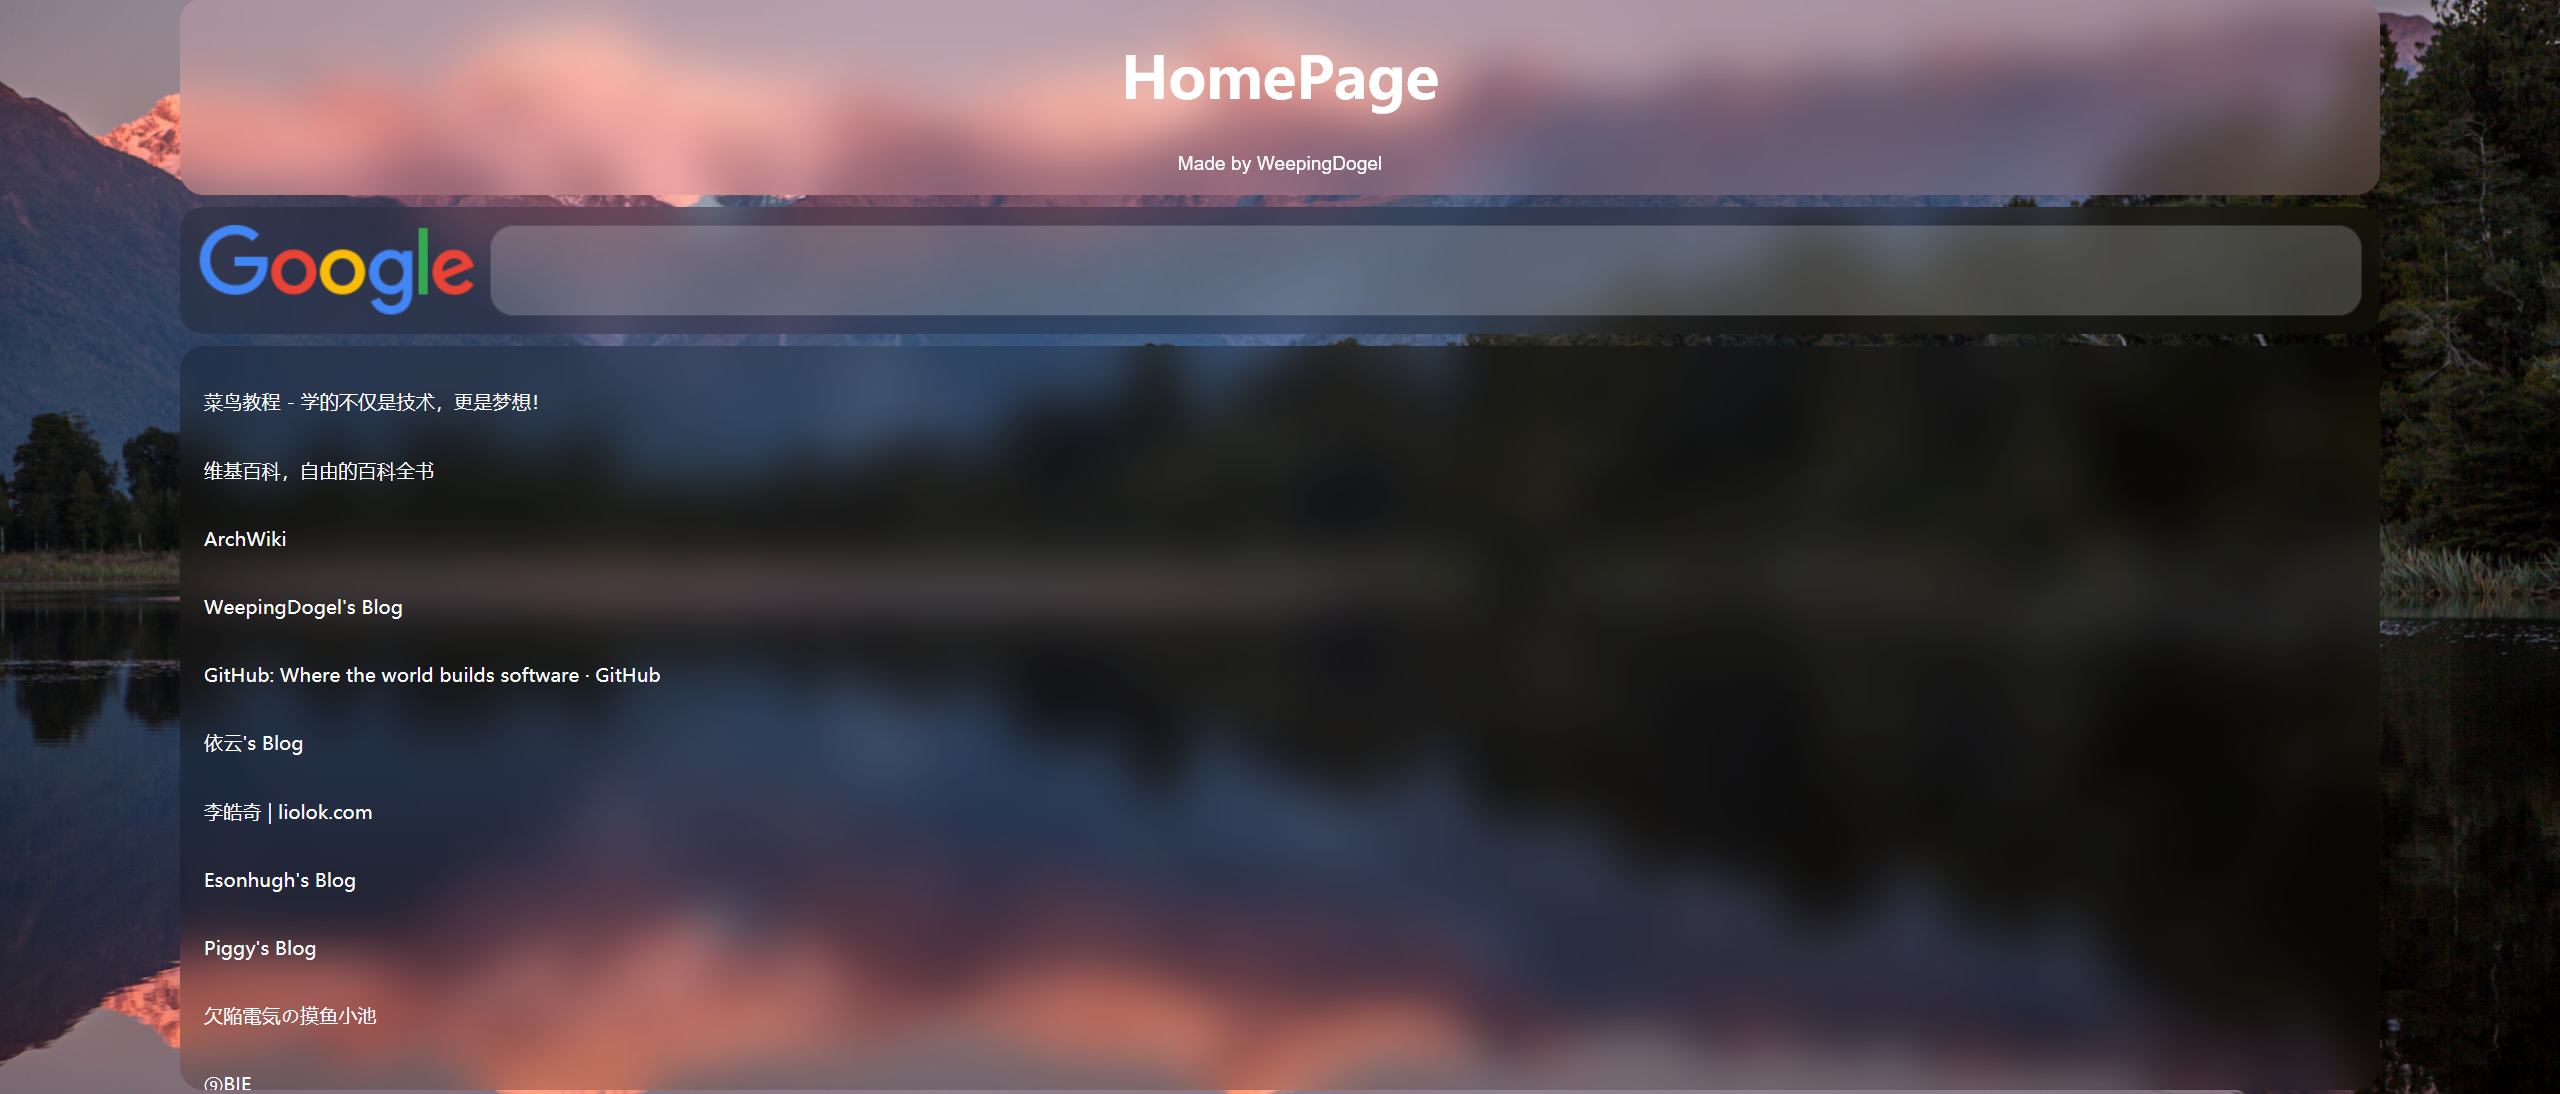 HomePage
Made by WeepingDogel
Google
菜鸟教程 - 学的不仅是技术，更是梦想！
维基百科，自由的百科全书
ArchWiki
WeepingDogel's Blog
GitHub: Where the world builds software · GitHub
依云's Blog
李皓奇 | liolok.com
Esonhugh's Blog
Piggy's Blog
欠陥電気の摸鱼小池
⑨BIE